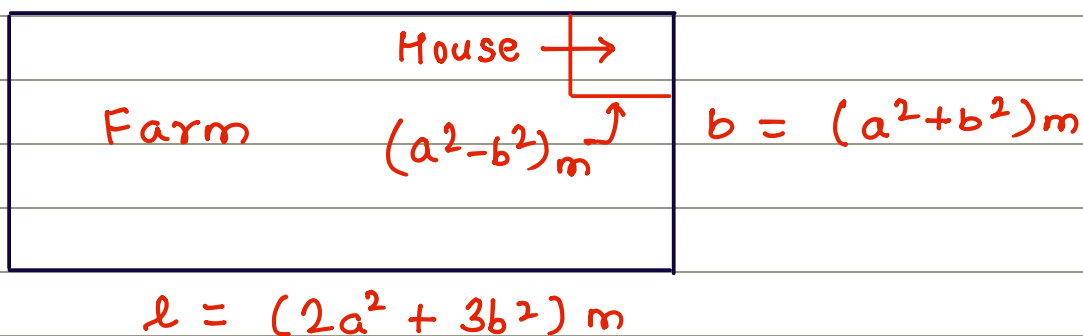 House
Farm
(a²-b²)m
b = (a²+b²)m
l = (2a² + 3b²) m